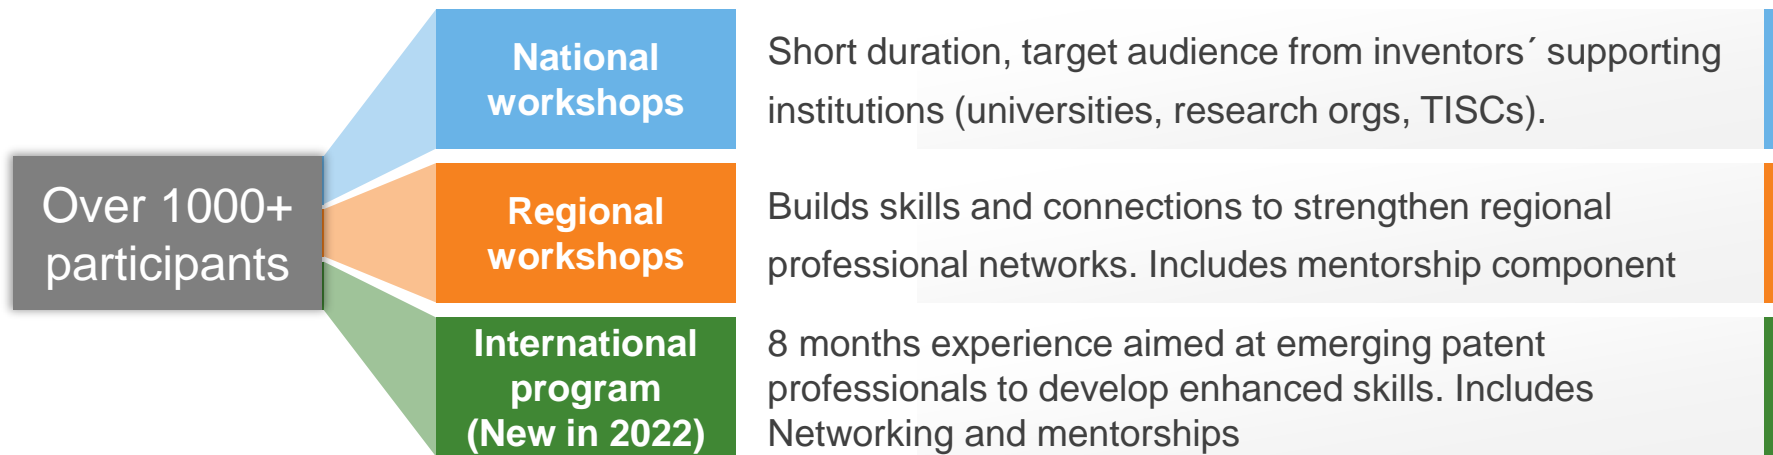 Over 1000+
participants
National
workshops
Short duration, target audience from inventors´ supporting
institutions (universities, research orgs, TISCs).
Regional
workshops
Builds skills and connections to strengthen regional
professional networks. Includes mentorship component
International
program
(New in 2022)
8 months experience aimed at emerging patent
professionals to develop enhanced skills. Includes
Networking and mentorships